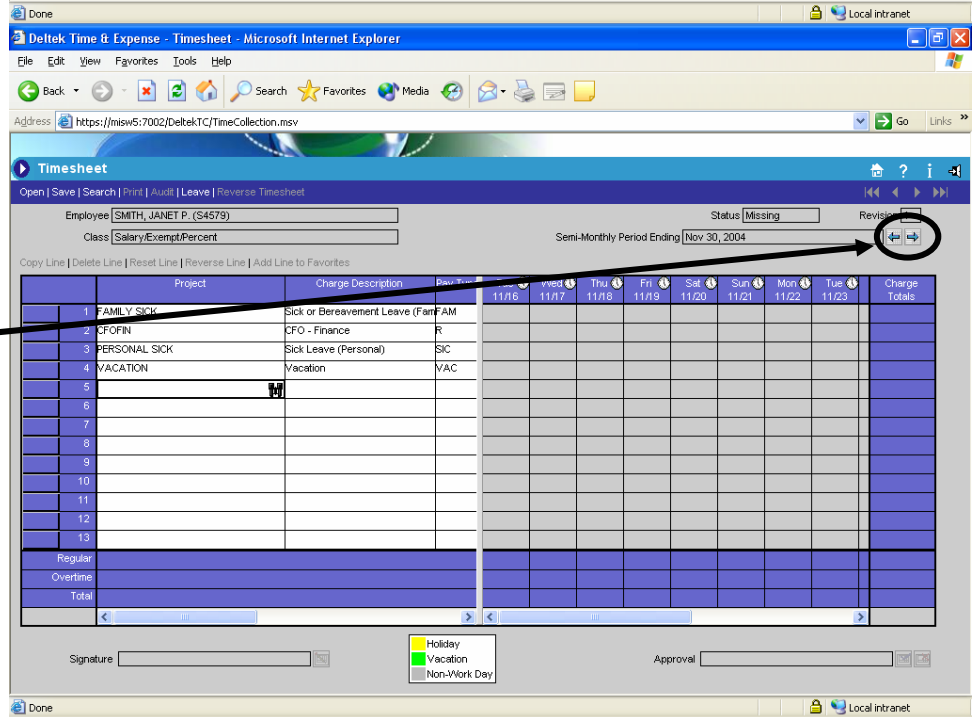 Done Local intranet
Deltek Time & Expense - Timesheet - Microsoft Internet Explorer
File Edit View Favorites Tools Help
Back Search Favorites Media
Address https://misw5:7002/DeltekTC/TimeCollection.msv Go Links »
Timesheet ? i
Open | Save | Search | Print | Audit | Leave | Reverse Timesheet
Employee SMITH, JANET P. (S4579) Status Missing Revision
Class Salary/Exempt/Percent Semi-Monthly Period Ending Nov 30, 2004
Copy Line | Delete Line | Reset Line | Reverse Line | Add Line to Favorites
Project Charge Description Pay Wed Thu Fri Sat Sun Mon Tue Charge
11/16 11/17 11/18 11/19 11/20 11/21 11/22 11/23 Totals
1 FAMILY SICK Sick or Bereavement Leave (Fam FAM
2 CFOFIN CFO - Finance R
3 PERSONAL SICK Sick Leave (Personal) SIC
4 VACATION Vacation VAC
5
6
7
8
9
10
11
12
13
Regular
Overtime
Total
Holiday
Signature Vacation Approval
Non-Work Day
Done Local intranet